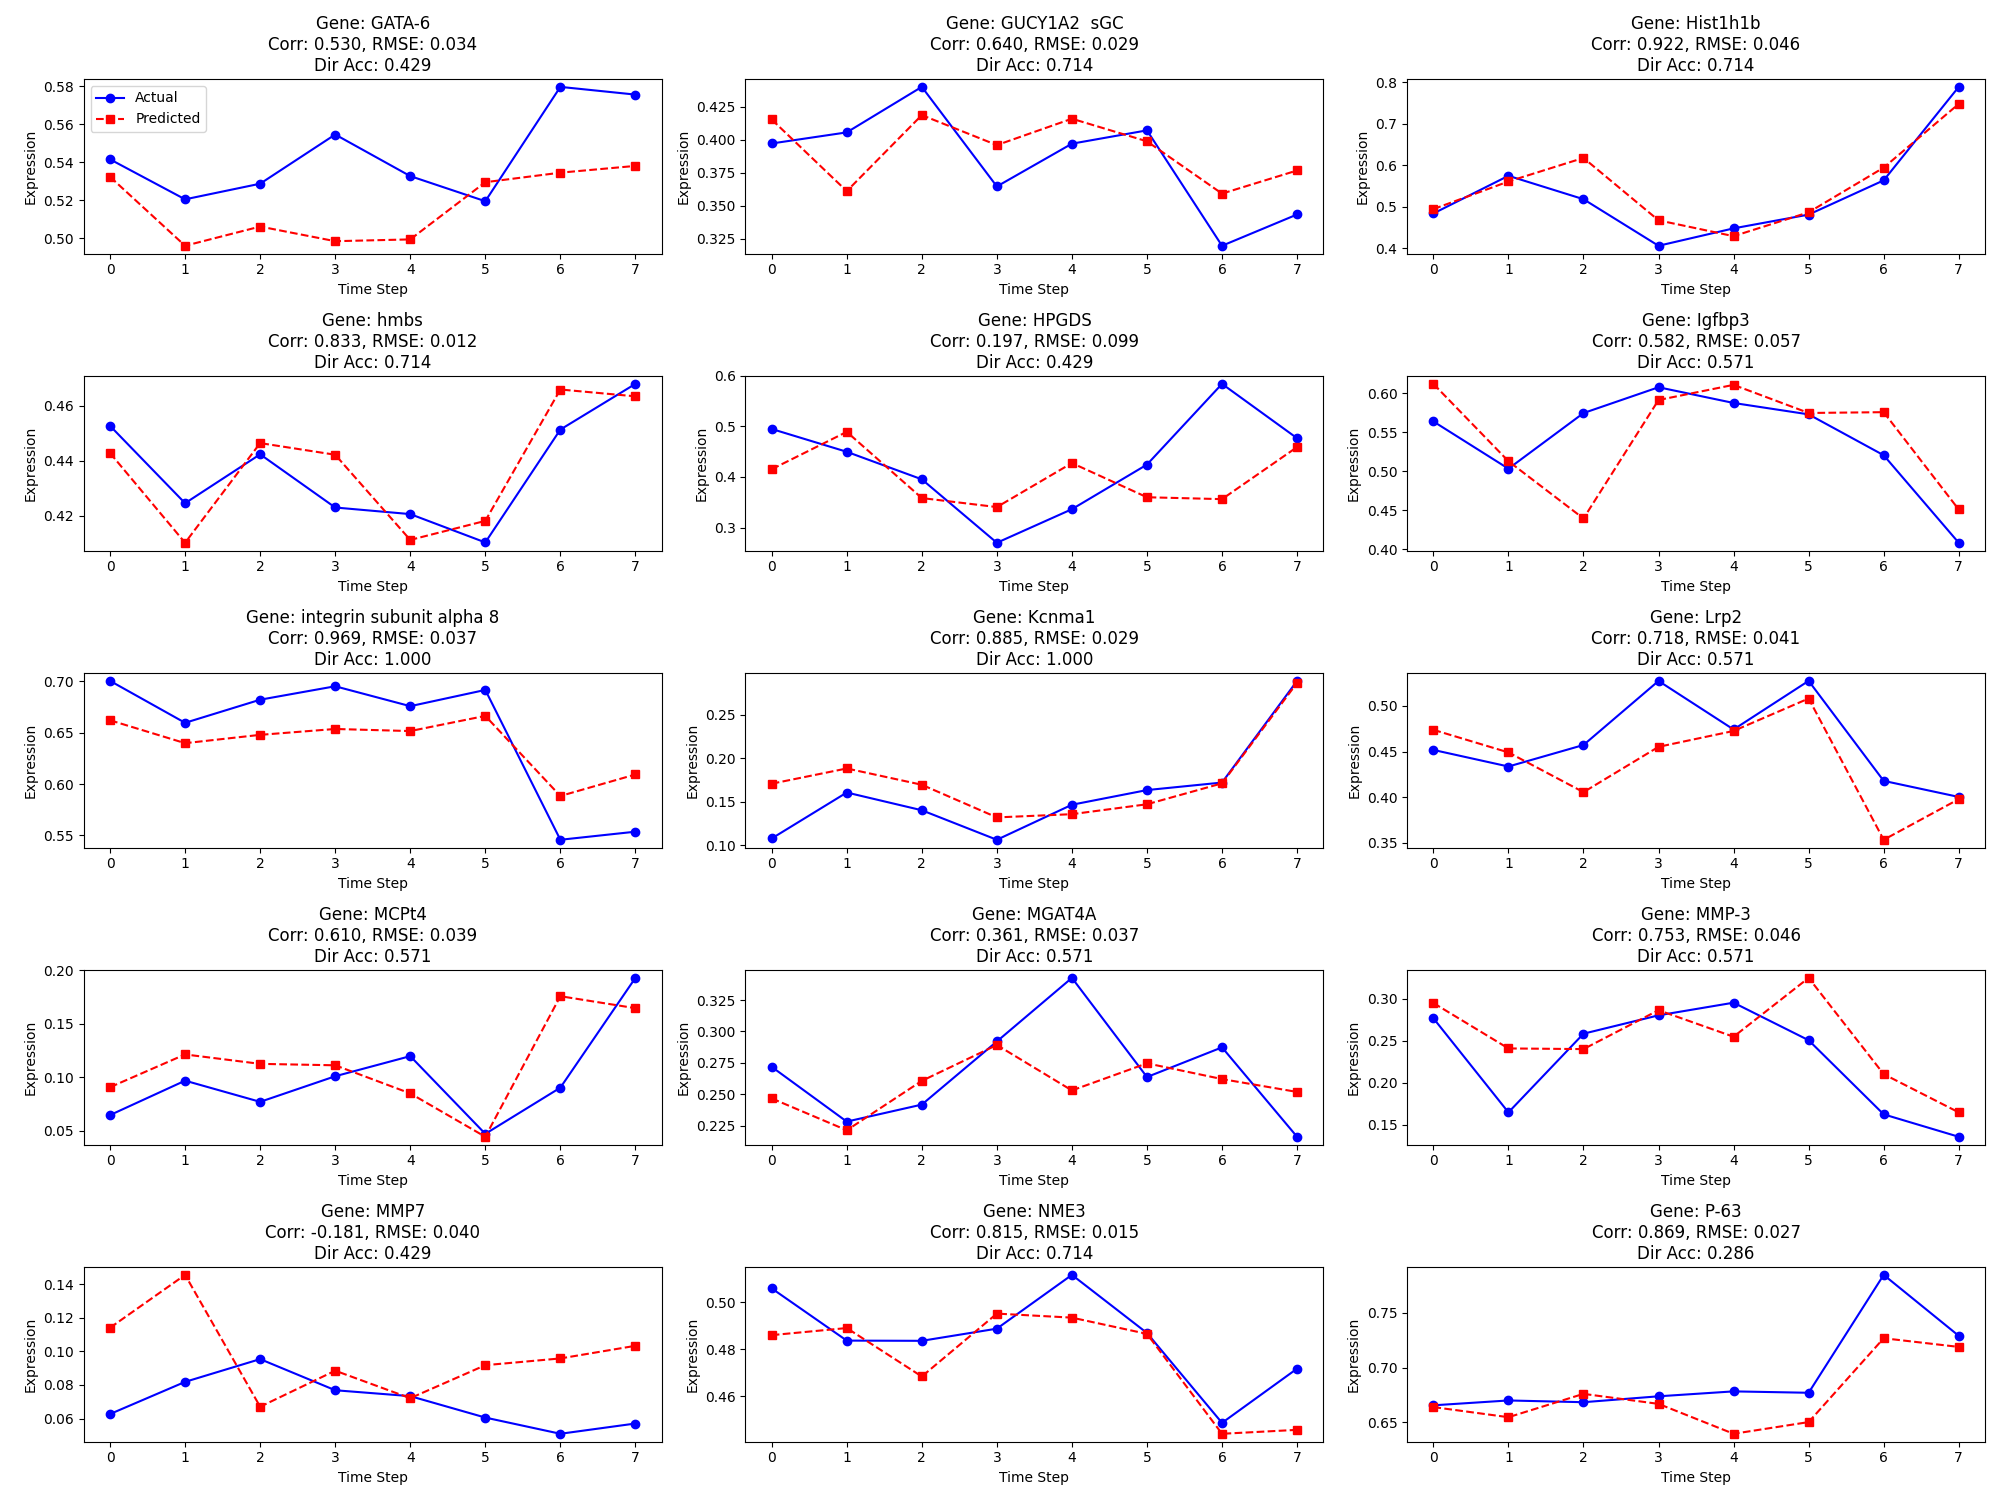 Gene: GATA-6
Corr: 0.530, RMSE: 0.034
Dir Acc: 0.429
0.58
0.56
0.54
0.52
0.50
Expression
Actual
Predicted
0 1 2 3 4 5 6 7
Time Step
Gene: GUCY1A2  sGC
Corr: 0.640, RMSE: 0.029
Dir Acc: 0.714
0.425
0.400
0.375
0.350
0.325
Expression
0 1 2 3 4 5 6 7
Time Step
Gene: Hist1h1b
Corr: 0.922, RMSE: 0.046
Dir Acc: 0.714
0.8
0.7
0.6
0.5
0.4
Expression
0 1 2 3 4 5 6 7
Time Step
Gene: hmbs
Corr: 0.833, RMSE: 0.012
Dir Acc: 0.714
0.46
0.44
0.42
Expression
0 1 2 3 4 5 6 7
Time Step
Gene: HPGDS
Corr: 0.197, RMSE: 0.099
Dir Acc: 0.429
0.6
0.5
0.4
0.3
Expression
0 1 2 3 4 5 6 7
Time Step
Gene: Igfbp3
Corr: 0.582, RMSE: 0.057
Dir Acc: 0.571
0.60
0.55
0.50
0.45
0.40
Expression
0 1 2 3 4 5 6 7
Time Step
Gene: integrin subunit alpha 8
Corr: 0.969, RMSE: 0.037
Dir Acc: 1.000
0.70
0.65
0.60
0.55
Expression
0 1 2 3 4 5 6 7
Time Step
Gene: Kcnma1
Corr: 0.885, RMSE: 0.029
Dir Acc: 1.000
0.25
0.20
0.15
0.10
Expression
0 1 2 3 4 5 6 7
Time Step
Gene: Lrp2
Corr: 0.718, RMSE: 0.041
Dir Acc: 0.571
0.50
0.45
0.40
0.35
Expression
0 1 2 3 4 5 6 7
Time Step
Gene: MCPt4
Corr: 0.610, RMSE: 0.039
Dir Acc: 0.571
0.20
0.15
0.10
0.05
Expression
0 1 2 3 4 5 6 7
Time Step
Gene: MGAT4A
Corr: 0.361, RMSE: 0.037
Dir Acc: 0.571
0.325
0.300
0.275
0.250
0.225
Expression
0 1 2 3 4 5 6 7
Time Step
Gene: MMP-3
Corr: 0.753, RMSE: 0.046
Dir Acc: 0.571
0.30
0.25
0.20
0.15
Expression
0 1 2 3 4 5 6 7
Time Step
Gene: MMP7
Corr: -0.181, RMSE: 0.040
Dir Acc: 0.429
0.14
0.12
0.10
0.08
0.06
Expression
0 1 2 3 4 5 6 7
Time Step
Gene: NME3
Corr: 0.815, RMSE: 0.015
Dir Acc: 0.714
0.50
0.48
0.46
Expression
0 1 2 3 4 5 6 7
Time Step
Gene: P-63
Corr: 0.869, RMSE: 0.027
Dir Acc: 0.286
0.75
0.70
0.65
Expression
0 1 2 3 4 5 6 7
Time Step